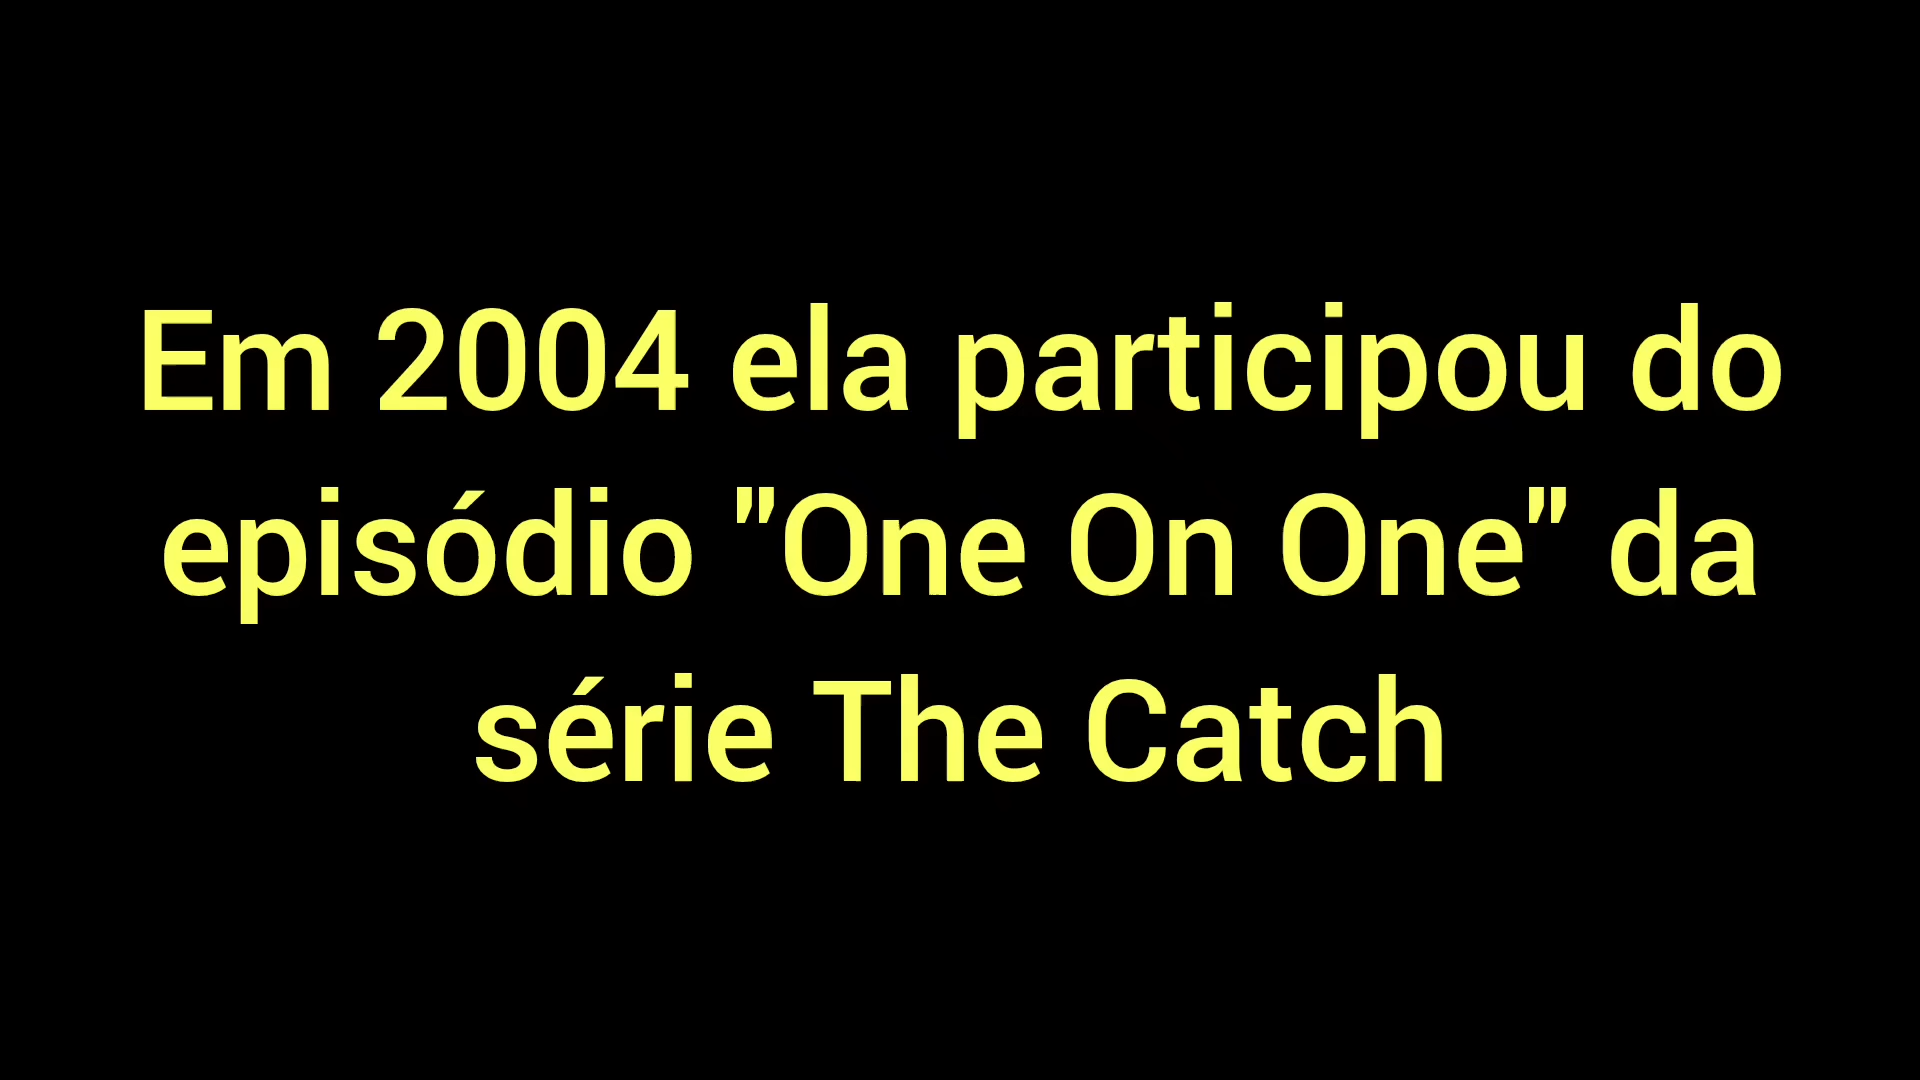 Em 2004 ela participou do
episódio "One On One" da
série The Catch